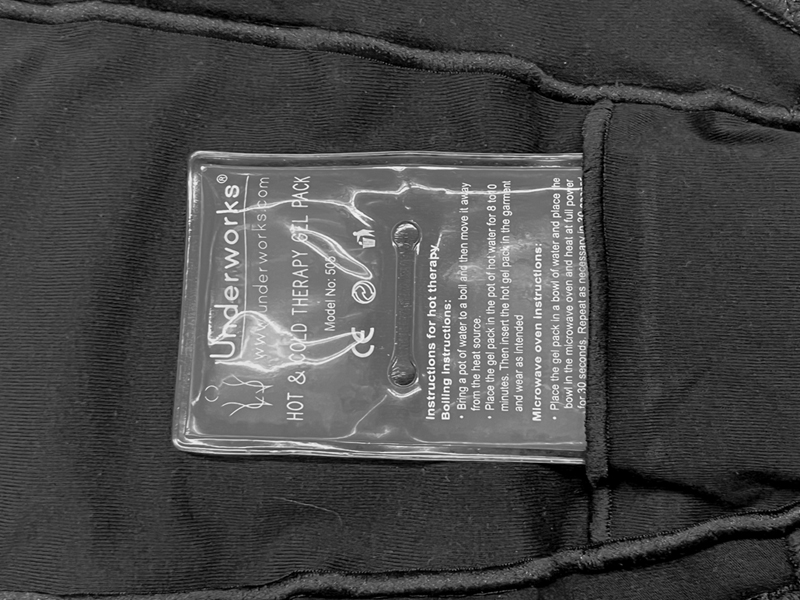 Underworks®
www.underworks.com
HOT & COLD THERAPY GEL PACK
Model No: 505
CE
Instructions for hot therapy
Boiling Instructions:
• Bring a pot of water to a boil and then move it away
from the heat source.
• Place the gel pack in the pot of hot water for 8 to 10
minutes. Then insert the hot gel pack in the garment
and wear as intended
Microwave oven Instructions:
• Place the gel pack in a bowl of water and place the
bowl in the microwave oven and heat at full power
for 30 seconds. Repeat as necessary in 30 second